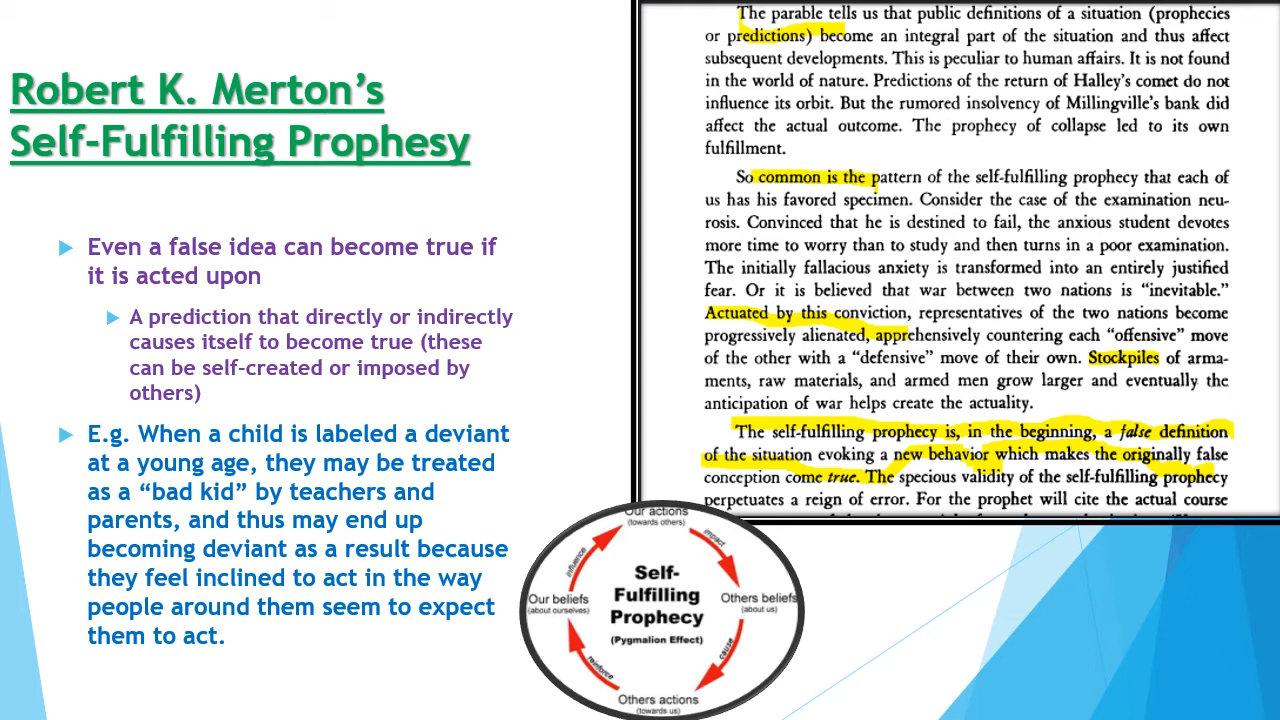 Robert K. Merton's
Self-Fulfilling Prophesy
Even a false idea can become true if
it is acted upon
A prediction that directly or indirectly
causes itself to become true (these
can be self-created or imposed by
others)
E.g. When a child is labeled a deviant
at a young age, they may be treated
as a “bad kid” by teachers and
parents, and thus may end up
becoming deviant as a result because
they feel inclined to act in the way
people around them seem to expect
them to act.
The parable tells us that public definitions of a situation (prophecies
or predictions) become an integral part of the situation and thus affect
subsequent developments. This is peculiar to human affairs. It is not found
in the world of nature. Predictions of the return of Halley's comet do not
influence its orbit. But the rumored insolvency of Millingville's bank did
affect the actual outcome. The prophecy of collapse led to its own
fulfillment.
So common is the pattern of the self-fulfilling prophecy that each of
us has his favored specimen. Consider the case of the examination neu-
rosis. Convinced that he is destined to fail, the anxious student devotes
more time to worry than to study and then turns in a poor examination.
The initially fallacious anxiety is transformed into an entirely justified
fear. Or it is believed that war between two nations is “inevitable.”
Actuated by this conviction, representatives of the two nations become
progressively alienated, apprehensively countering each “offensive” move
of the other with a “defensive” move of their own. Stockpiles of arma-
ments, raw materials, and armed men grow larger and eventually the
anticipation of war helps create the actuality.
The self-fulfilling prophecy is, in the beginning, a false definition
of the situation evoking a new behavior which makes the originally false
conception come true. The specious validity of the self-fulfilling prophecy
perpetuates a reign of error. For the prophet will cite the actual course
Our actions
(towards others)
impact
Others beliefs
(about us)
cause
Others actions
(towards us)
reinforce
Our beliefs
(about ourselves)
influence
Self-
Fulfilling
Prophecy
(Pygmalion Effect)